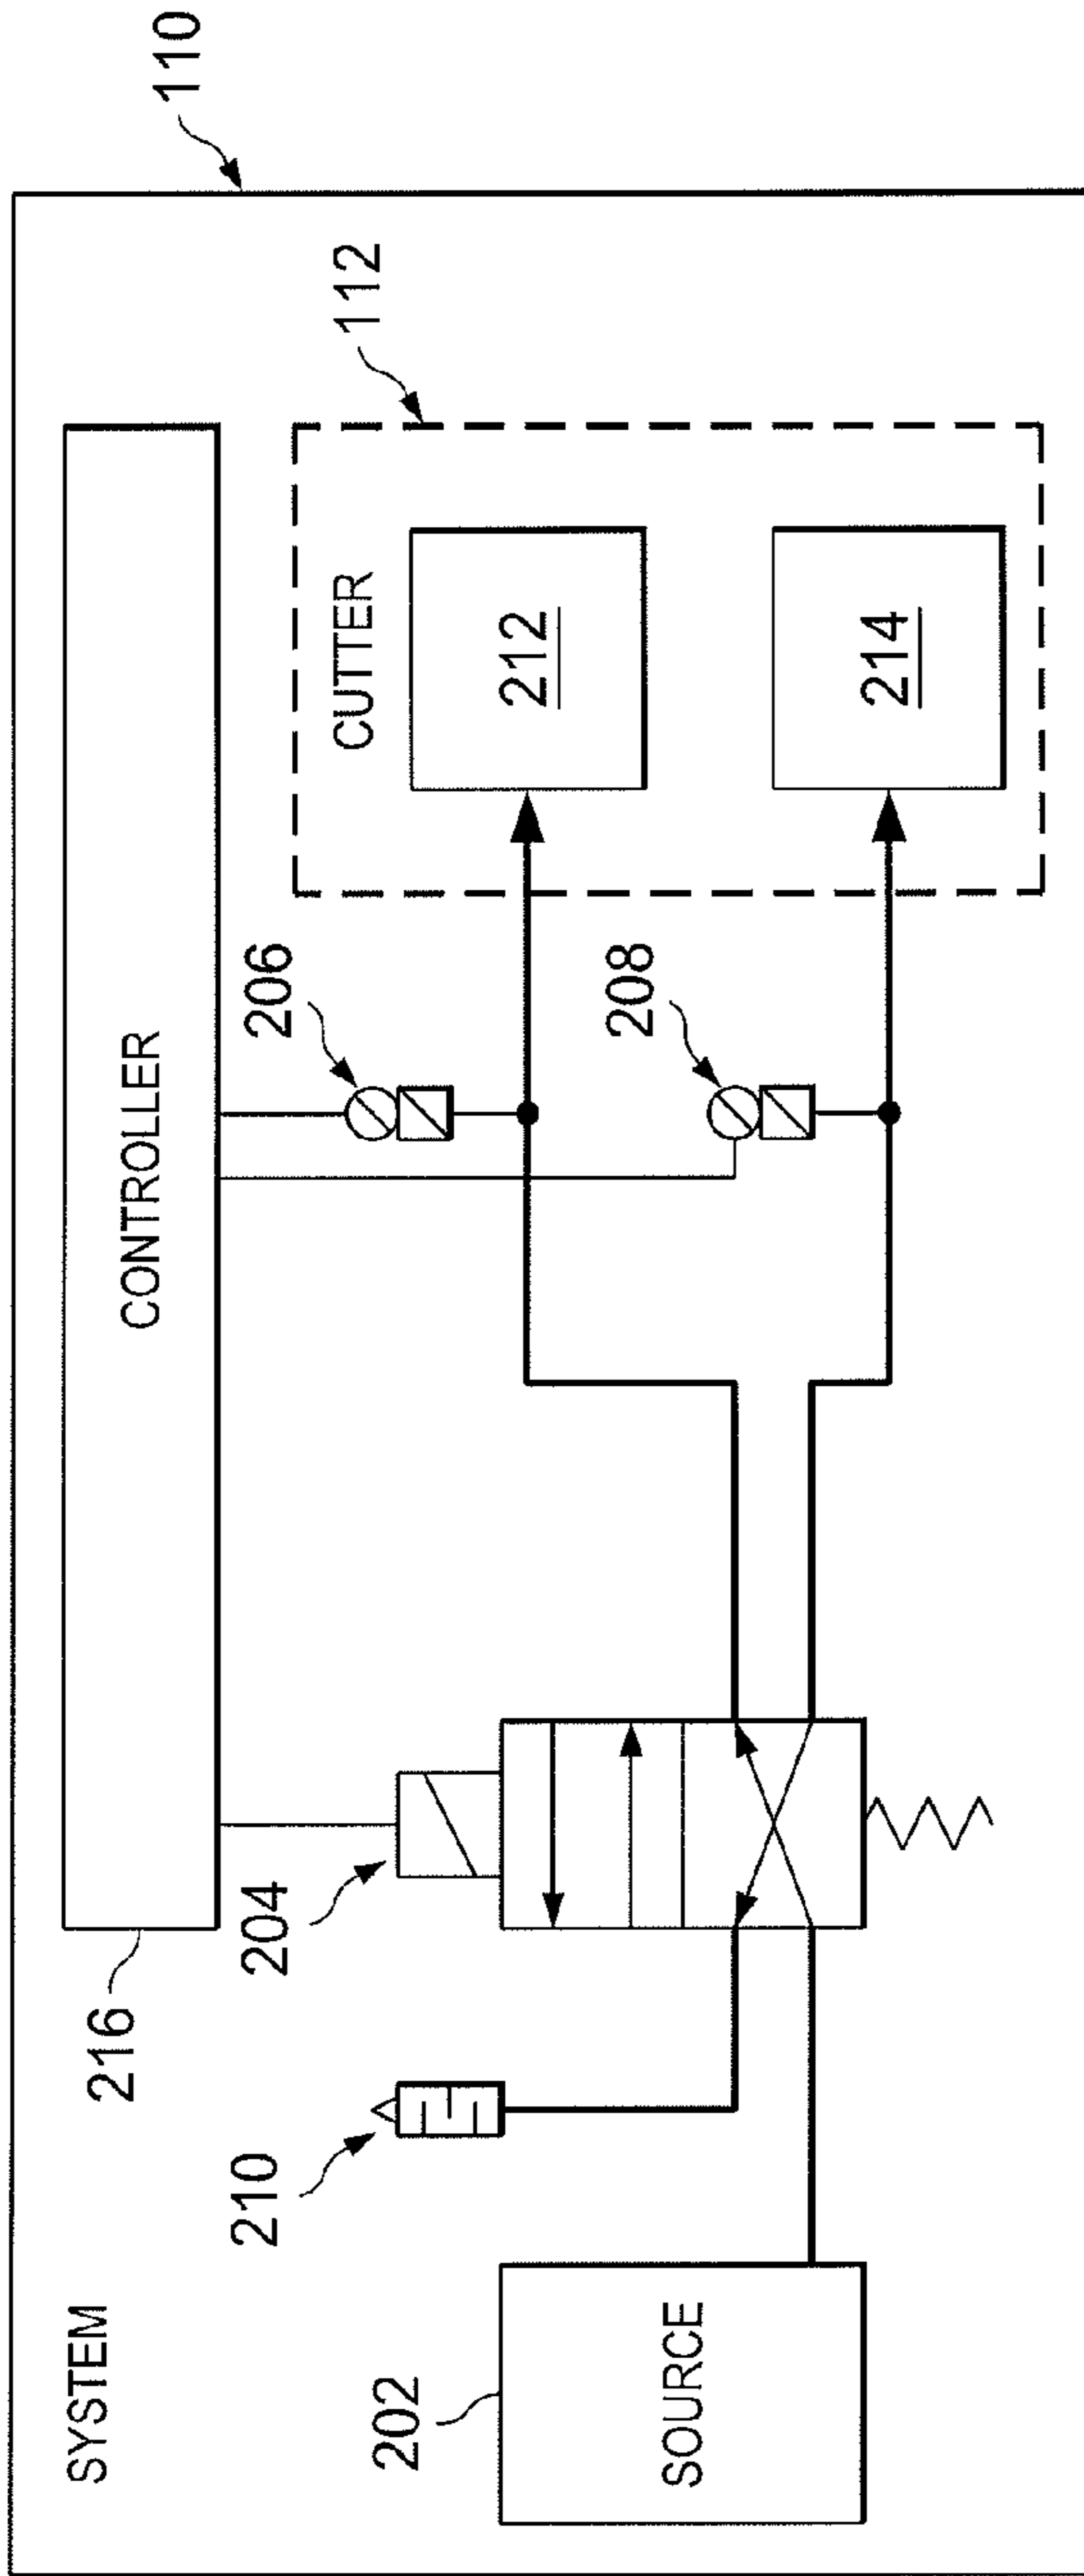 SYSTEM
110
CONTROLLER
216
112
CUTTER
212
214
206
208
204
210
202
SOURCE